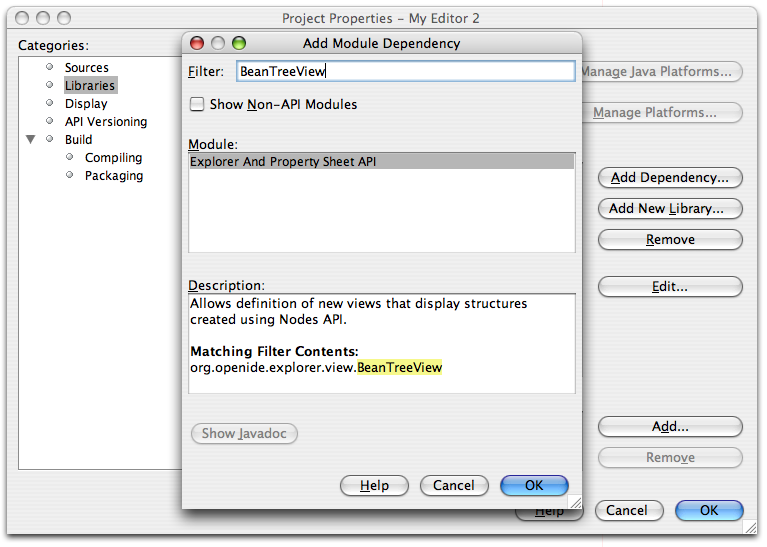 Project Properties – My Editor 2
Categories:
Sources
Libraries
Display
API Versioning
Build
Compiling
Packaging
Add Module Dependency
Filter: BeanTreeView
Show Non-API Modules
Module:
Explorer And Property Sheet API
Description:
Allows definition of new views that display structures
created using Nodes API.
Matching Filter Contents:
org.openide.explorer.view.BeanTreeView
Show Javadoc
Help Cancel OK
Manage Java Platforms...
Manage Platforms...
Add Dependency...
Add New Library...
Remove
Edit...
Add...
Remove
Help Cancel OK